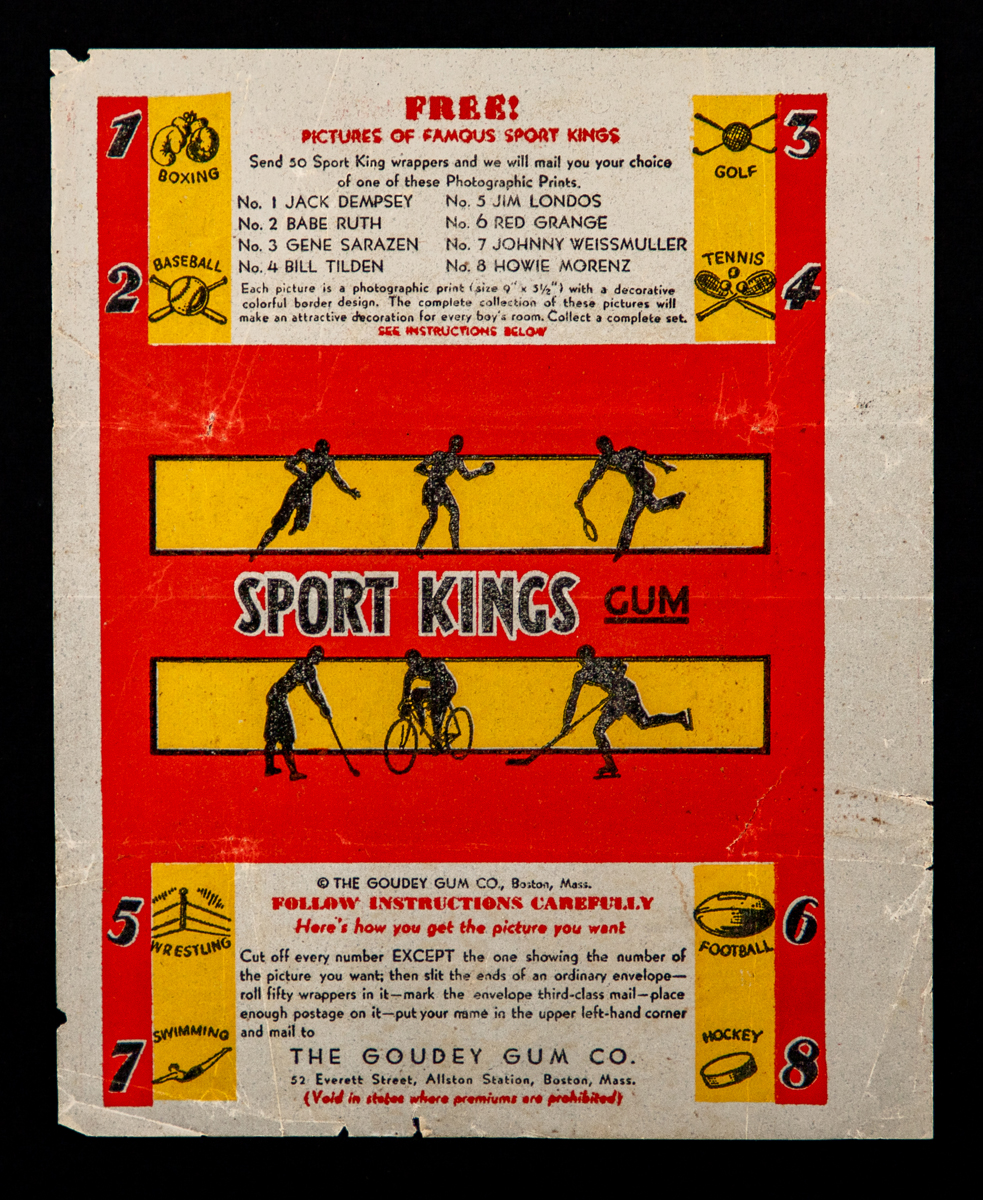 FREE!
PICTURES OF FAMOUS SPORT KINGS
Send 50 Sport King wrappers and we will mail you your choice
of one of these Photographic Prints.
No. 1 JACK DEMPSEY No. 5 JIM LONDOS
No. 2 BABE RUTH No. 6 RED GRANGE
No. 3 GENE SARAZEN No. 7 JOHNNY WEISSMULLER
No. 4 BILL TILDEN No. 8 HOWIE MORENZ
Each picture is a photographic print (size 9" x 5½") with a decorative
colorful border design. The complete collection of these pictures will
make an attractive decoration for every boy's room. Collect a complete set.
SEE INSTRUCTIONS BELOW
1
BOXING
2
BASEBALL
3
GOLF
4
TENNIS
SPORT KINGS GUM
© THE GOUDEY GUM CO., Boston, Mass.
FOLLOW INSTRUCTIONS CAREFULLY
Here's how you get the picture you want
Cut off every number EXCEPT the one showing the number of
the picture you want; then slit the ends of an ordinary envelope—
roll fifty wrappers in it—mark the envelope third-class mail—place
enough postage on it—put your name in the upper left-hand corner
and mail to
THE GOUDEY GUM CO.
52 Everett Street, Allston Station, Boston, Mass.
(Void in states where premiums are prohibited)
5
WRESTLING
7
SWIMMING
6
FOOTBALL
8
HOCKEY